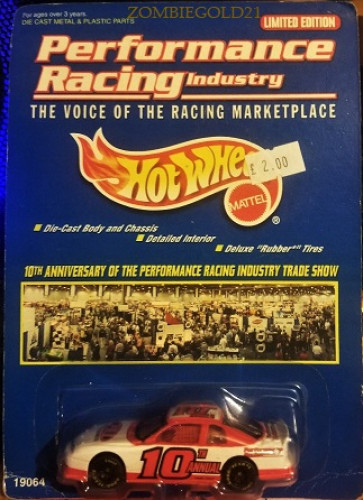 ZOMBIEGOLD21
For ages over 3 years.
DIE CAST METAL & PLASTIC PARTS
LIMITED EDITION
Performance
Racing Industry
THE VOICE OF THE RACING MARKETPLACE
HOT WHE
£ 2.00
MATTEL
®
Die-Cast Body and Chassis
Detailed Interior
Deluxe "Rubber" Tires
10TH ANNIVERSARY OF THE PERFORMANCE RACING INDUSTRY TRADE SHOW
10TH
ANNUAL
19064